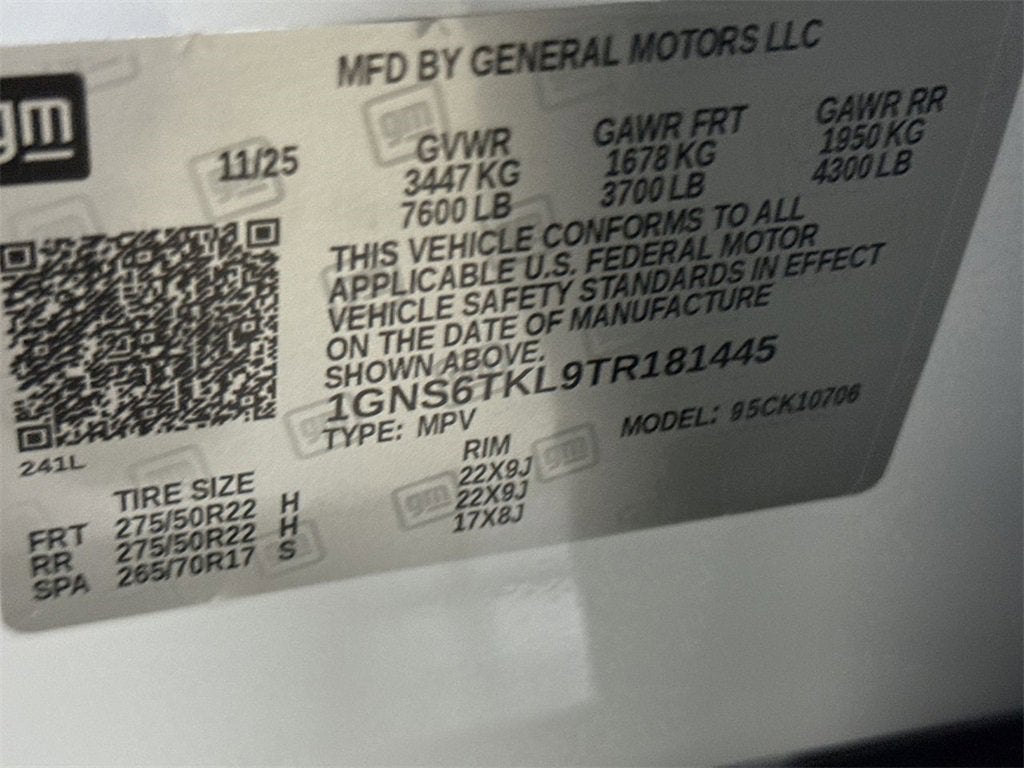 MFD BY GENERAL MOTORS LLC
gm
11/25
GVWR GAWR FRT GAWR RR
3447 KG 1678 KG 1950 KG
7600 LB 3700 LB 4300 LB
THIS VEHICLE CONFORMS TO ALL
APPLICABLE U.S. FEDERAL MOTOR
VEHICLE SAFETY STANDARDS IN EFFECT
ON THE DATE OF MANUFACTURE
SHOWN ABOVE.
1GNS6TKL9TR181445
TYPE: MPV MODEL: 95CK10706
241L
TIRE SIZE RIM
FRT 275/50R22 H 22X9J
RR 275/50R22 H 22X9J
SPA 265/70R17 S 17X8J